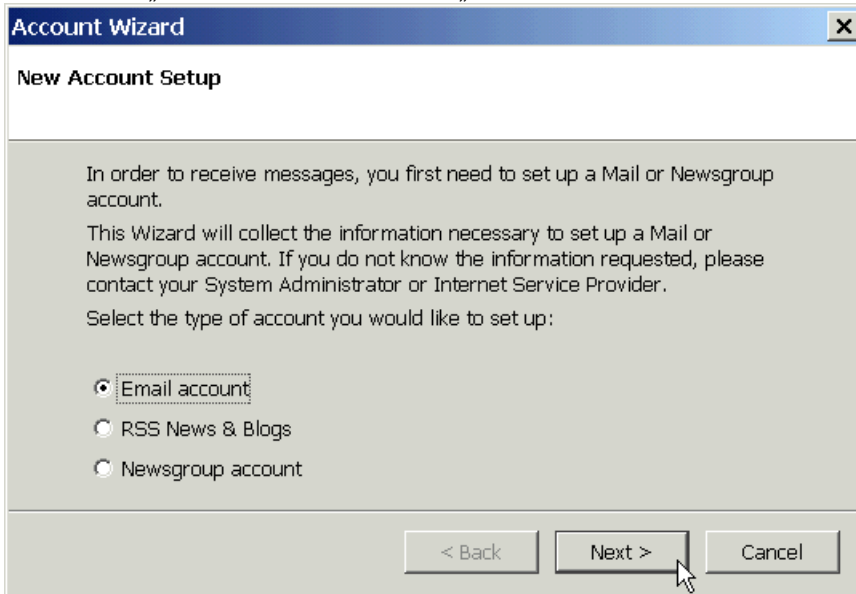 Account Wizard
New Account Setup
In order to receive messages, you first need to set up a Mail or Newsgroup
account.
This Wizard will collect the information necessary to set up a Mail or
Newsgroup account. If you do not know the information requested, please
contact your System Administrator or Internet Service Provider.
Select the type of account you would like to set up:
Email account
RSS News & Blogs
Newsgroup account
< Back Next > Cancel